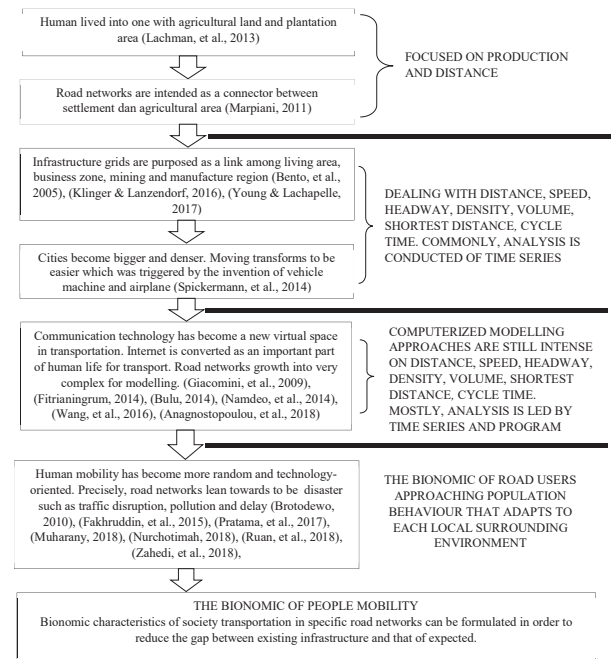 Human lived into one with agricultural land and plantation
area (Lachman, et al., 2013)
Road networks are intended as a connector between
settlement dan agricultural area (Marpiani, 2011)
FOCUSED ON PRODUCTION
AND DISTANCE
Infrastructure grids are purposed as a link among living area,
business zone, mining and manufacture region (Bento, et al.,
2005), (Klinger & Lanzendorf, 2016), (Young & Lachapelle,
2017)
Cities become bigger and denser. Moving transforms to be
easier which was triggered by the invention of vehicle
machine and airplane (Spickermann, et al., 2014)
DEALING WITH DISTANCE, SPEED,
HEADWAY, DENSITY, VOLUME,
SHORTEST DISTANCE, CYCLE
TIME. COMMONLY, ANALYSIS IS
CONDUCTED OF TIME SERIES
Communication technology has become a new virtual space
in transportation. Internet is converted as an important part
of human life for transport. Road networks growth into very
complex for modelling. (Giacomini, et al., 2009),
(Fitrianingrum, 2014), (Bulu, 2014), (Namdeo, et al., 2014),
(Wang, et al., 2016), (Anagnostopoulou, et al., 2018)
COMPUTERIZED MODELLING
APPROACHES ARE STILL INTENSE
ON DISTANCE, SPEED, HEADWAY,
DENSITY, VOLUME, SHORTEST
DISTANCE, CYCLE TIME.
MOSTLY, ANALYSIS IS LED BY
TIME SERIES AND PROGRAM
Human mobility has become more random and technology-
oriented. Precisely, road networks lean towards to be disaster
such as traffic disruption, pollution and delay (Brotodewo,
2010), (Fakhruddin, et al., 2015), (Pratama, et al., 2017),
(Muharany, 2018), (Nurchotimah, 2018), (Ruan, et al., 2018),
(Zahedi, et al., 2018),
THE BIONOMIC OF ROAD USERS
APPROACHING POPULATION
BEHAVIOUR THAT ADAPTS TO
EACH LOCAL SURROUNDING
ENVIRONMENT
THE BIONOMIC OF PEOPLE MOBILITY
Bionomic characteristics of society transportation in specific road networks can be formulated in order to
reduce the gap between existing infrastructure and that of expected.